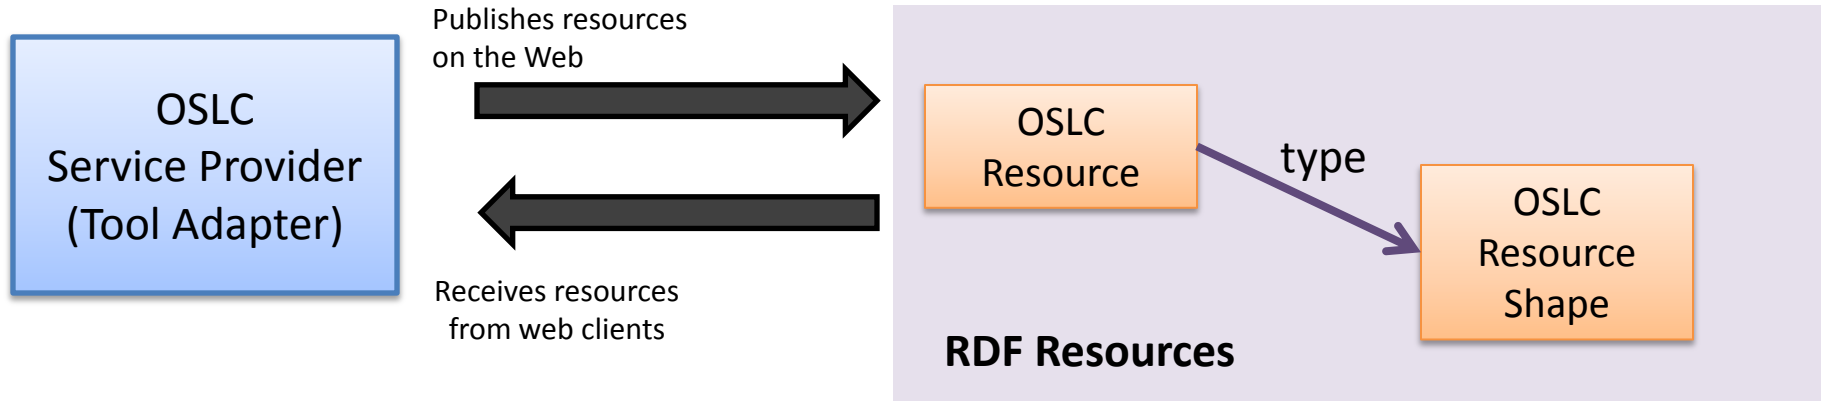 OSLC
Service Provider
(Tool Adapter)
Publishes resources
on the Web
Receives resources
from web clients
OSLC
Resource
type
OSLC
Resource
Shape
RDF Resources